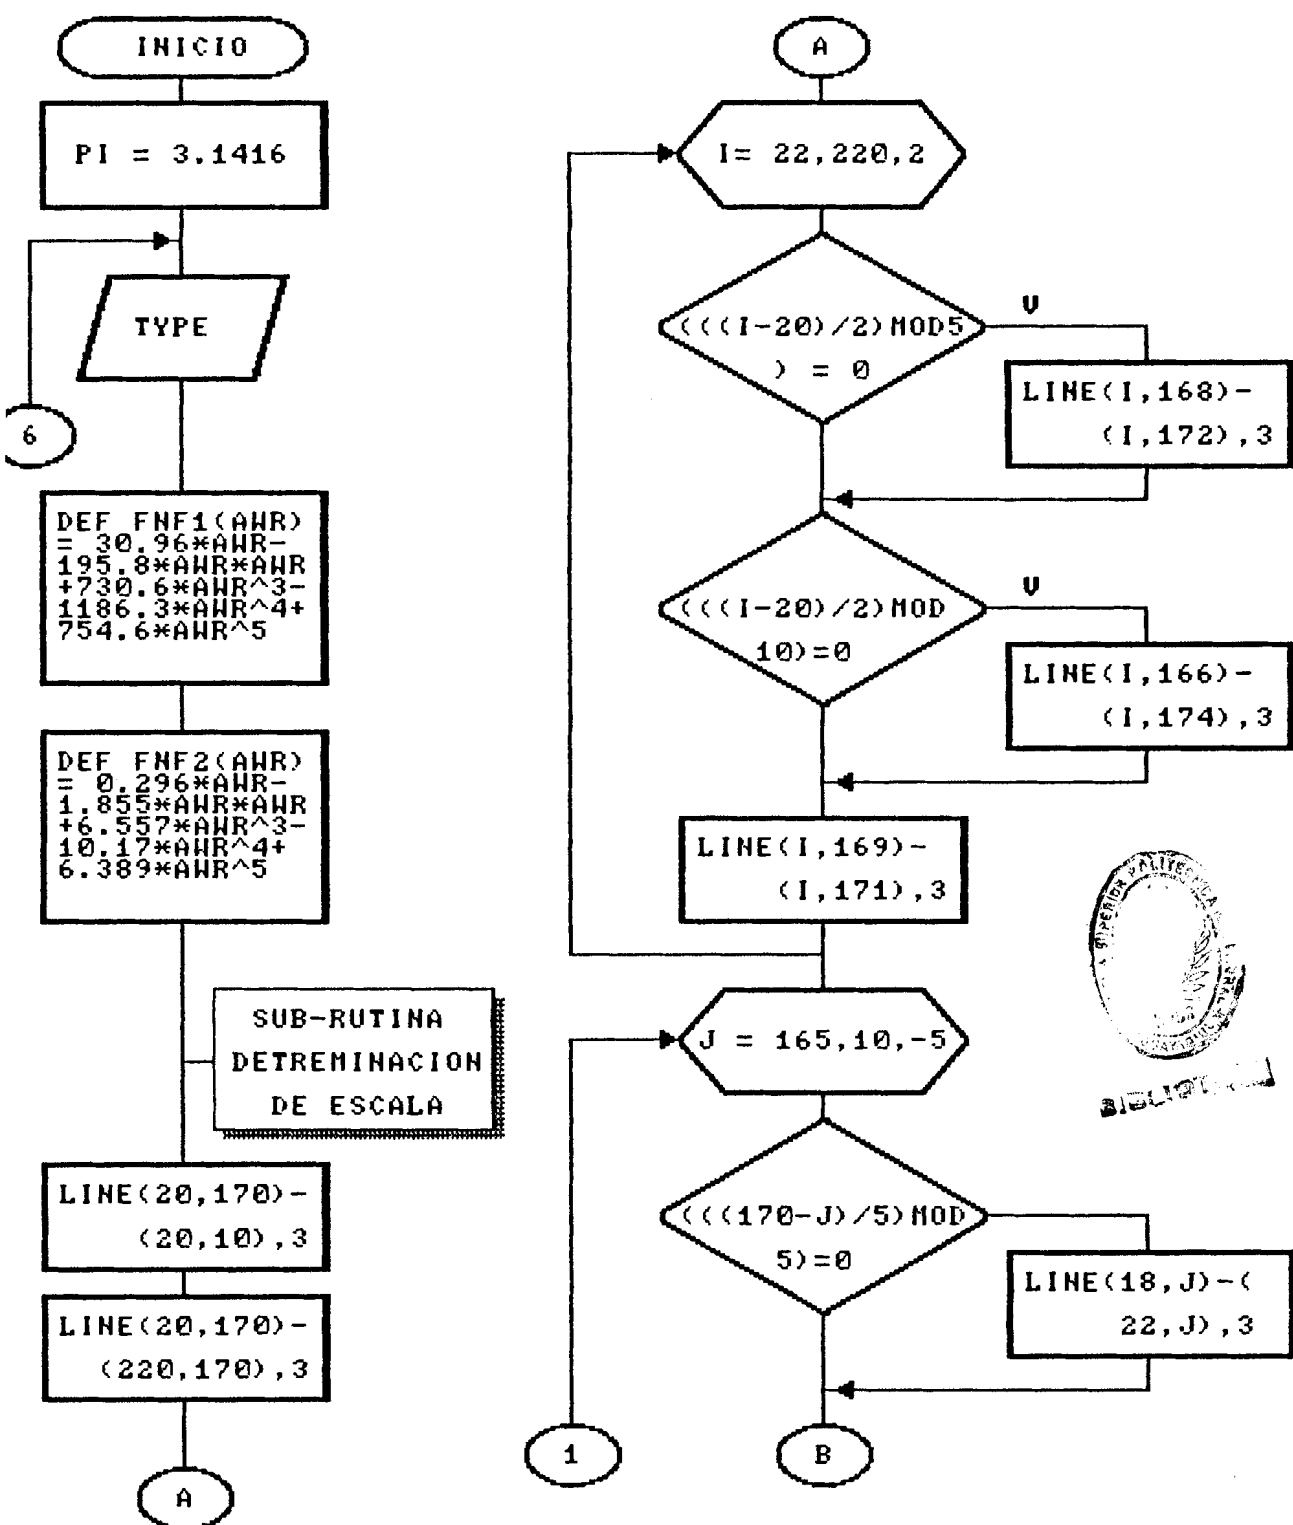 INICIO
PI = 3.1416
TYPE
6
DEF FNF1(AWR)
= 30.96*AWR-
195.8*AWR*AWR
+730.6*AWR^3-
1186.3*AWR^4+
754.6*AWR^5
DEF FNF2(AWR)
= 0.296*AWR-
1.855*AWR*AWR
+6.557*AWR^3-
10.17*AWR^4+
6.389*AWR^5
SUB-RUTINA
DETREMINACION
DE ESCALA
LINE(20,170)-
(20,10),3
LINE(20,170)-
(220,170),3
A
A
I= 22,220,2
(((I-20)/2)MOD5
) = 0
V
LINE(I,168)-
(I,172),3
(((I-20)/2)MOD
10)=0
V
LINE(I,166)-
(I,174),3
LINE(I,169)-
(I,171),3
J = 165,10,-5
(((170-J)/5)MOD
5)=0
LINE(18,J)-(
22,J),3
1
B
SUPERIOR POLITECNICA